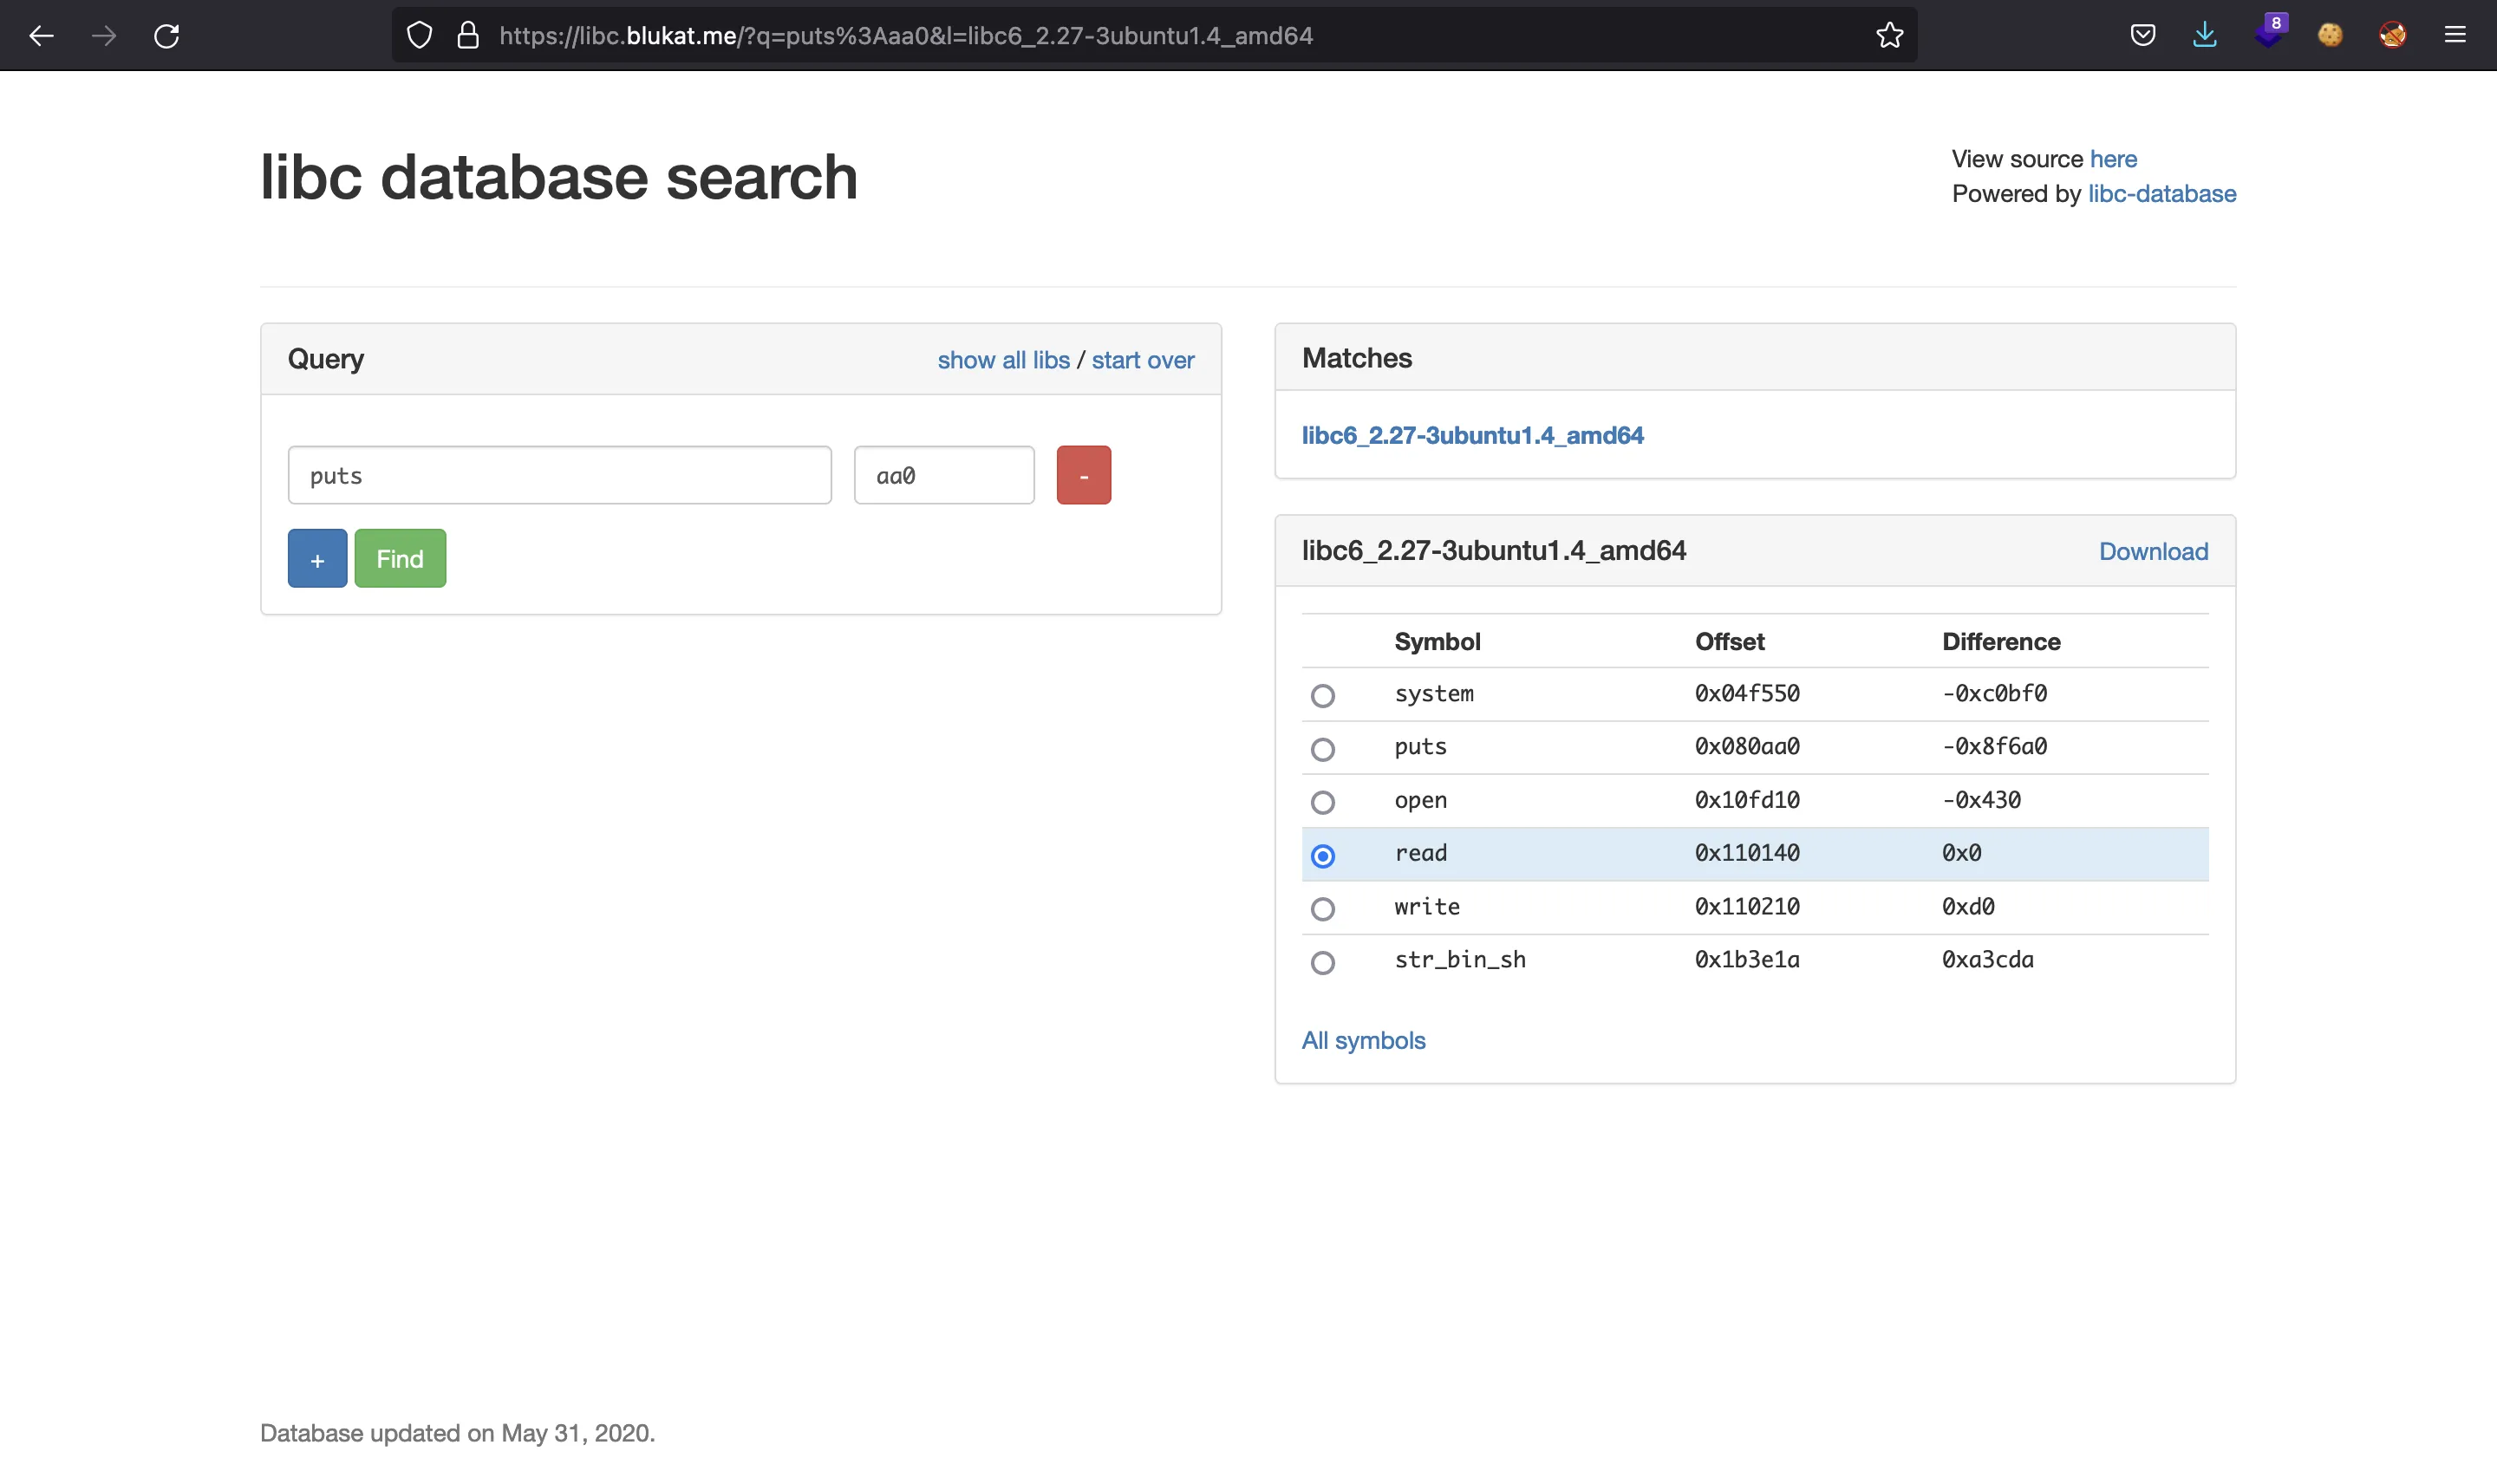 https://libc.blukat.me/?q=puts%3Aaa0&l=libc6_2.27-3ubuntu1.4_amd64
8
libc database search
View source here
Powered by libc-database
Query
show all libs / start over
puts
aa0
-
+
Find
Matches
libc6_2.27-3ubuntu1.4_amd64
libc6_2.27-3ubuntu1.4_amd64
Download
Symbol Offset Difference
system 0x04f550 -0xc0bf0
puts 0x080aa0 -0x8f6a0
open 0x10fd10 -0x430
read 0x110140 0x0
write 0x110210 0xd0
str_bin_sh 0x1b3e1a 0xa3cda
All symbols
Database updated on May 31, 2020.